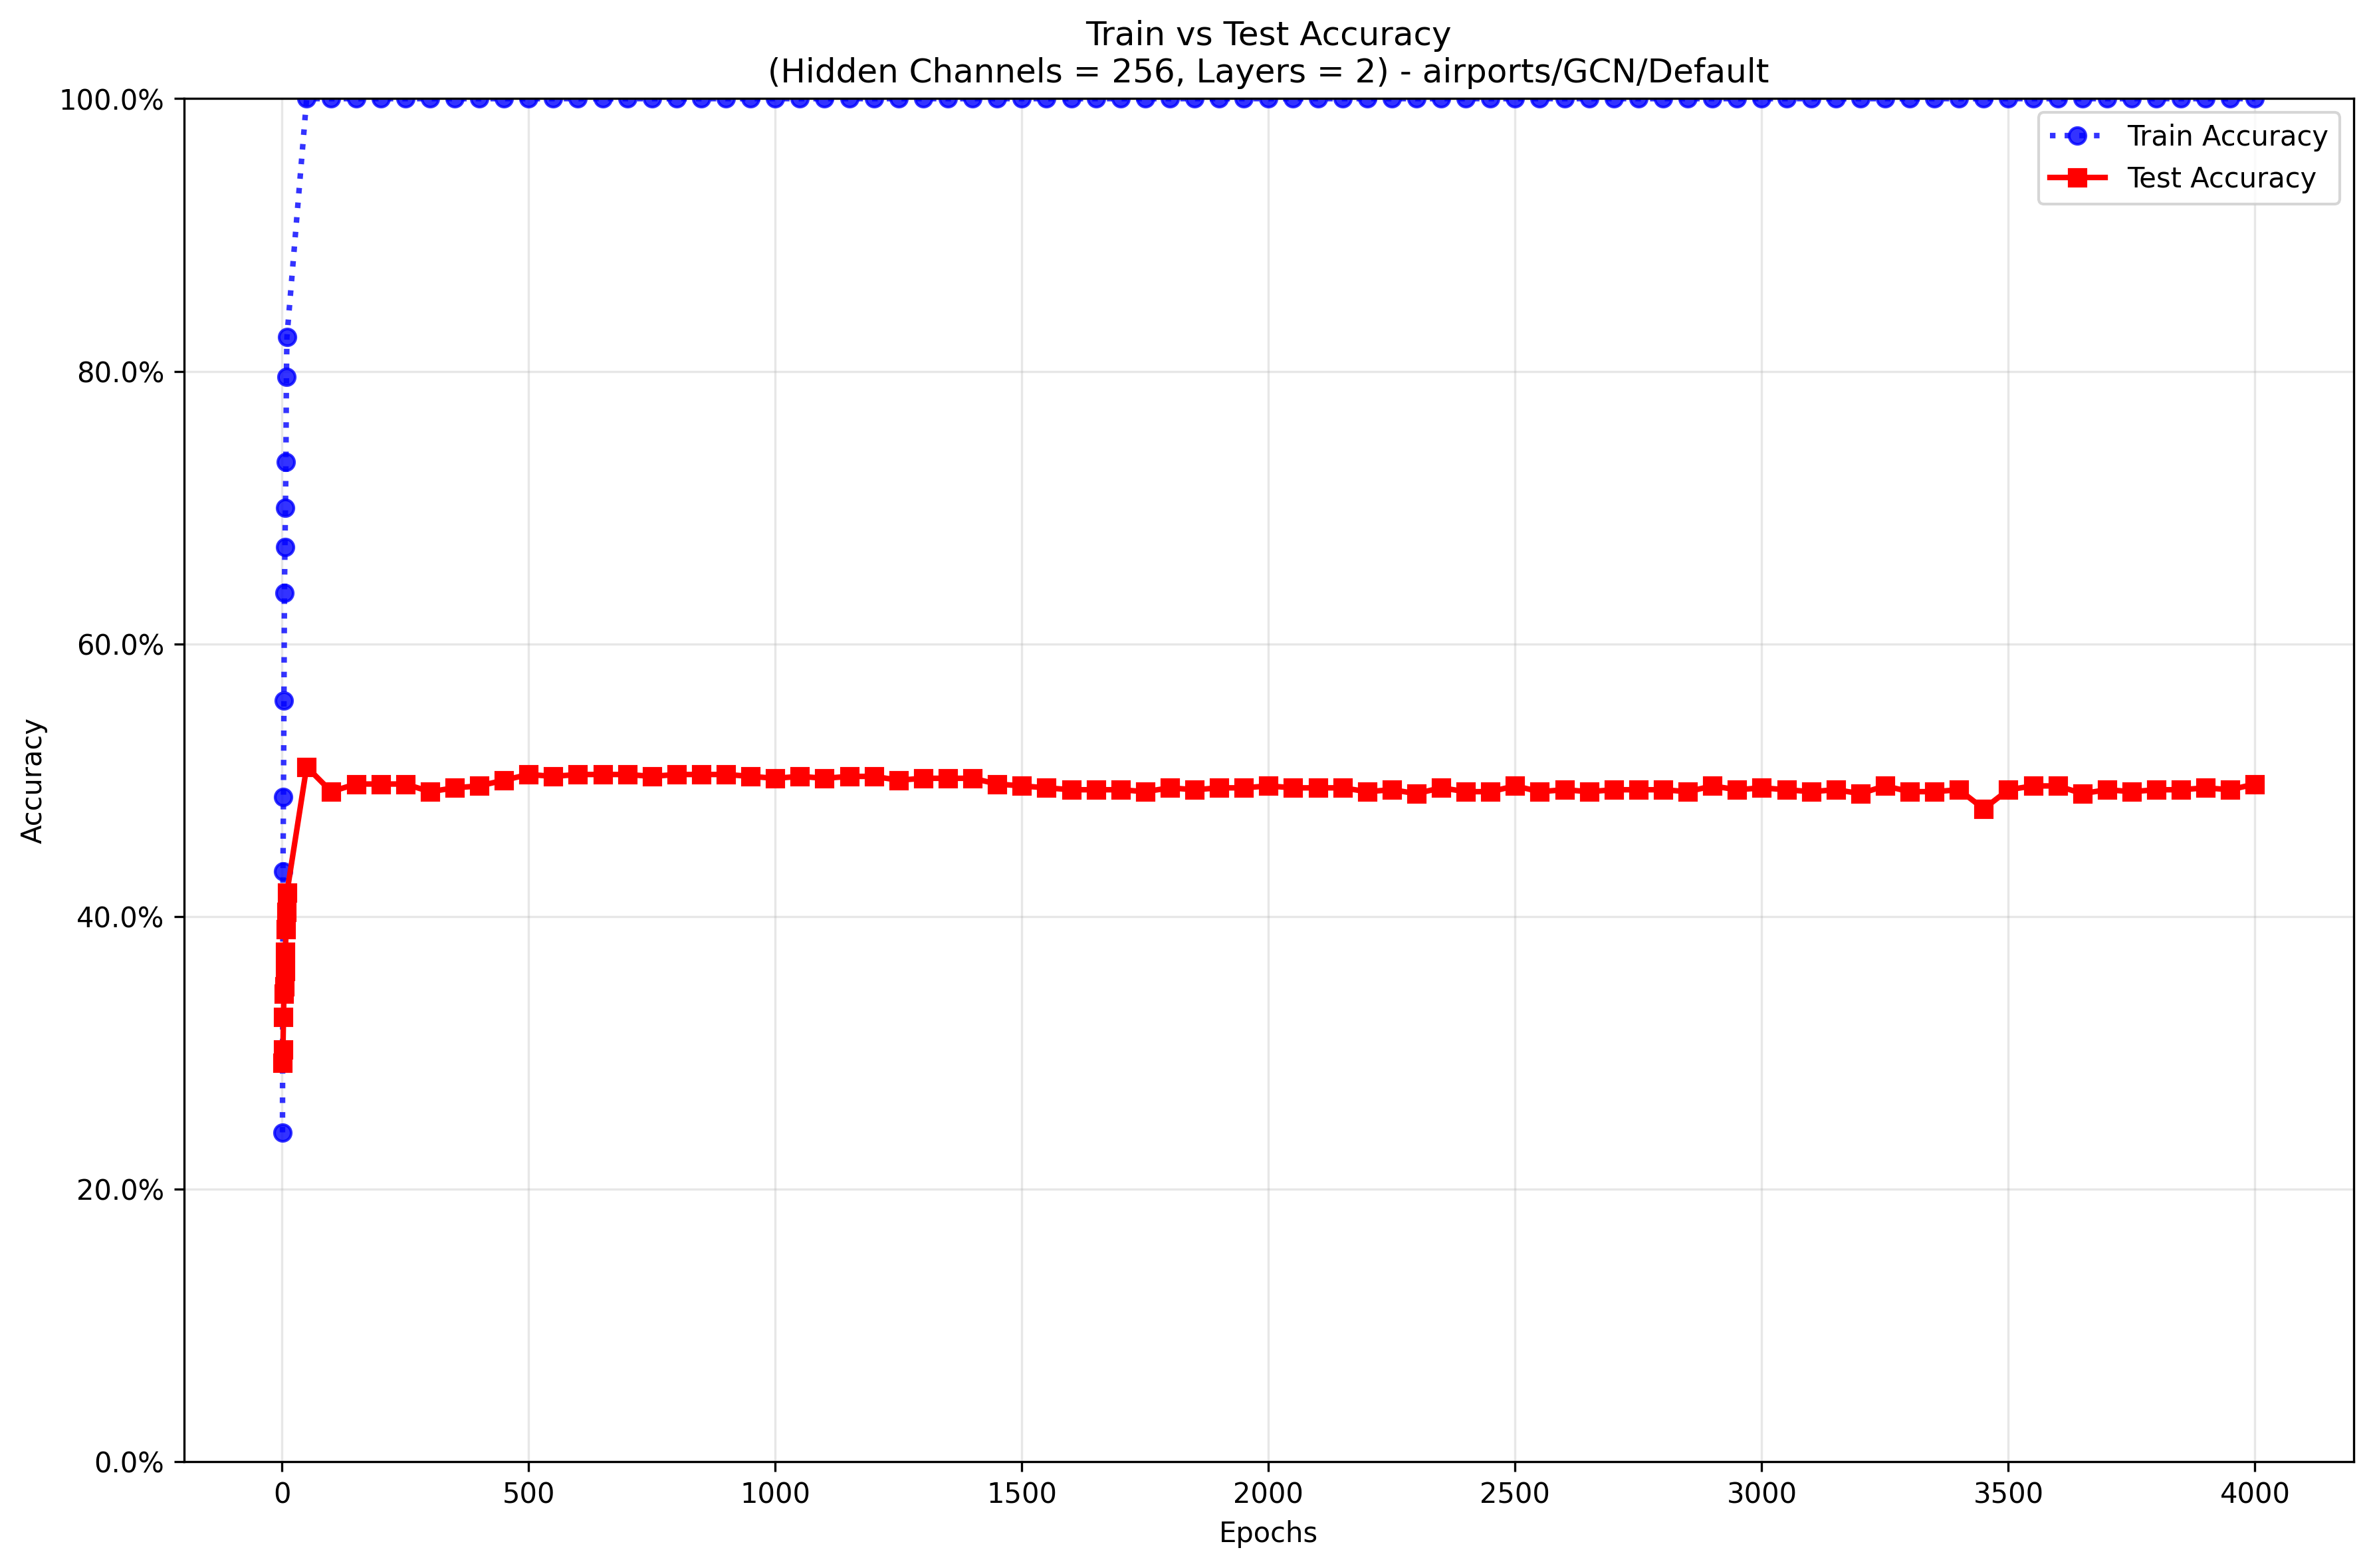 Train vs Test Accuracy
(Hidden Channels = 256, Layers = 2) - airports/GCN/Default
100.0%
80.0%
60.0%
40.0%
20.0%
0.0%
Accuracy
Train Accuracy
Test Accuracy
0 500 1000 1500 2000 2500 3000 3500 4000
Epochs